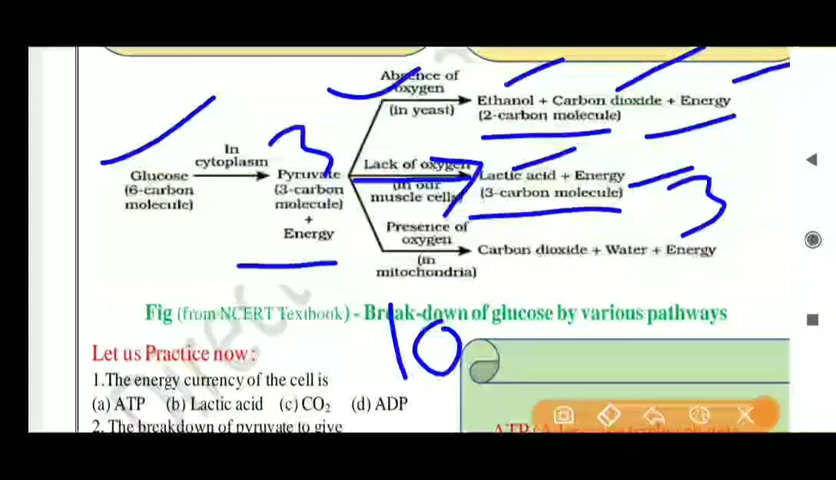 Absence of
oxygen
(in yeast)
Ethanol + Carbon dioxide + Energy
(2-carbon molecule)
In
cytoplasm
Glucose
(6-carbon
molecule)
Pyruvate
(3-carbon
molecule)
+
Energy
3
Lack of oxygen
(in our
muscle cells)
Lactic acid + Energy
(3-carbon molecule)
3
Presence of
oxygen
(in
mitochondria)
Carbon dioxide + Water + Energy
Fig (from NCERT Textbook) - Break-down of glucose by various pathways
10
Let us Practice now:
1.The energy currency of the cell is
(a) ATP (b) Lactic acid (c) CO₂ (d) ADP
2. The breakdown of pyruvate to give